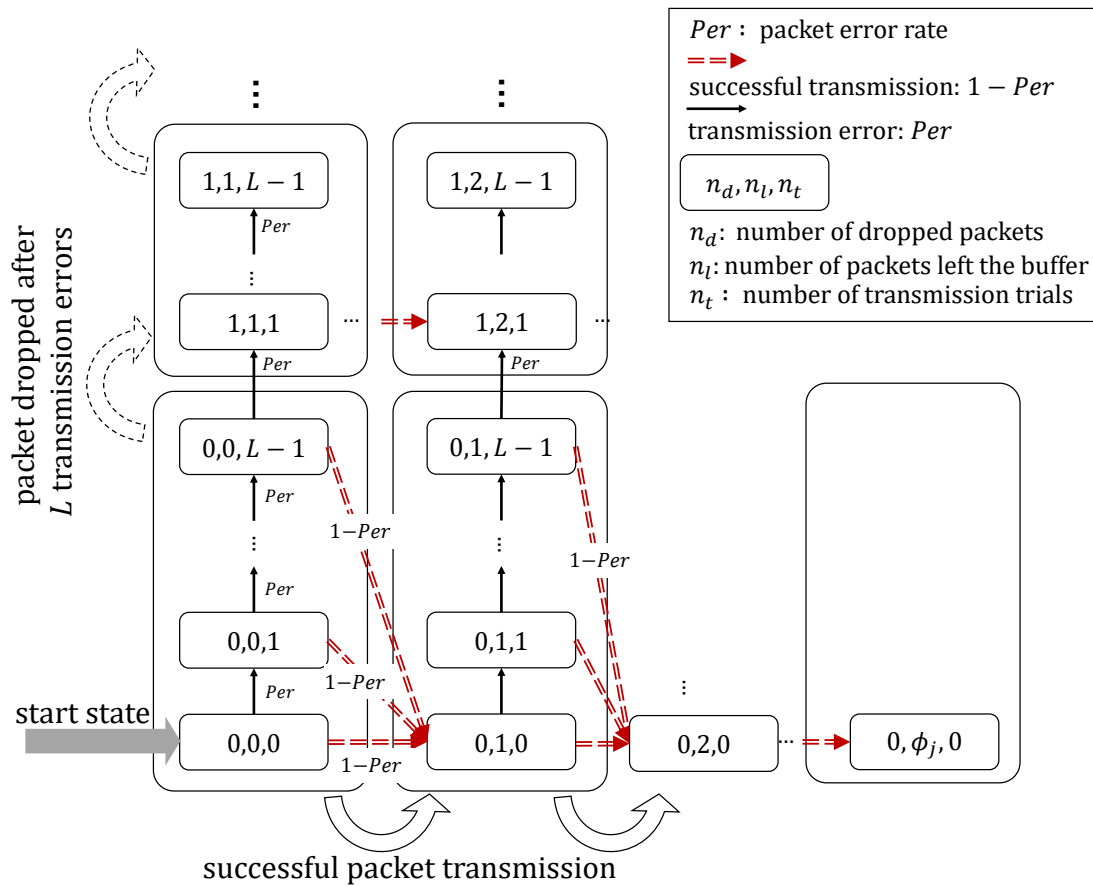 Per : packet error rate
successful transmission: 1 − Per
transmission error: Per
n_d, n_l, n_t
n_d: number of dropped packets
n_l: number of packets left the buffer
n_t : number of transmission trials
⋮ ⋮
1,1, L − 1 1,2, L − 1
Per
... ...
1,1,1 ... 1,2,1 ...
Per Per
packet dropped after
L transmission errors
0,0, L − 1 0,1, L − 1
Per
1−Per 1−Per
... ...
Per
0,0,1 0,1,1
Per 1−Per ...
start state
0,0,0 0,1,0 0,2,0 ... 0, ϕ_j, 0
1−Per
successful packet transmission